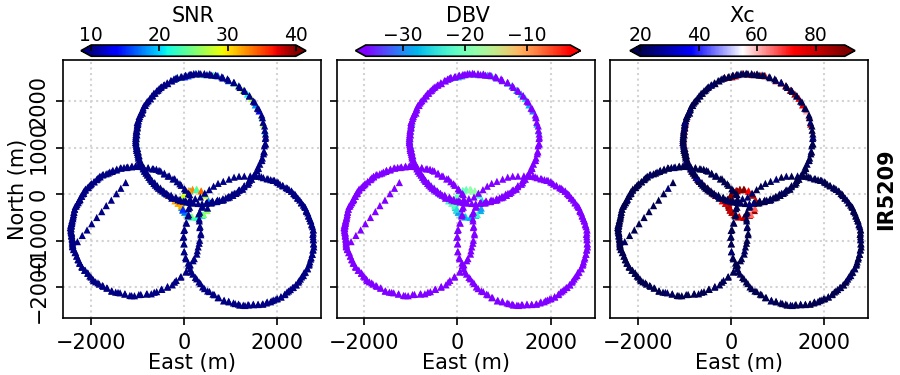 SNR DBV Xc
10 20 30 40 −30 −20 −10 20 40 60 80
2000
1000
0
−1000
−2000
North (m)
IR5209
−2000 0 2000 −2000 0 2000 −2000 0 2000
East (m) East (m) East (m)